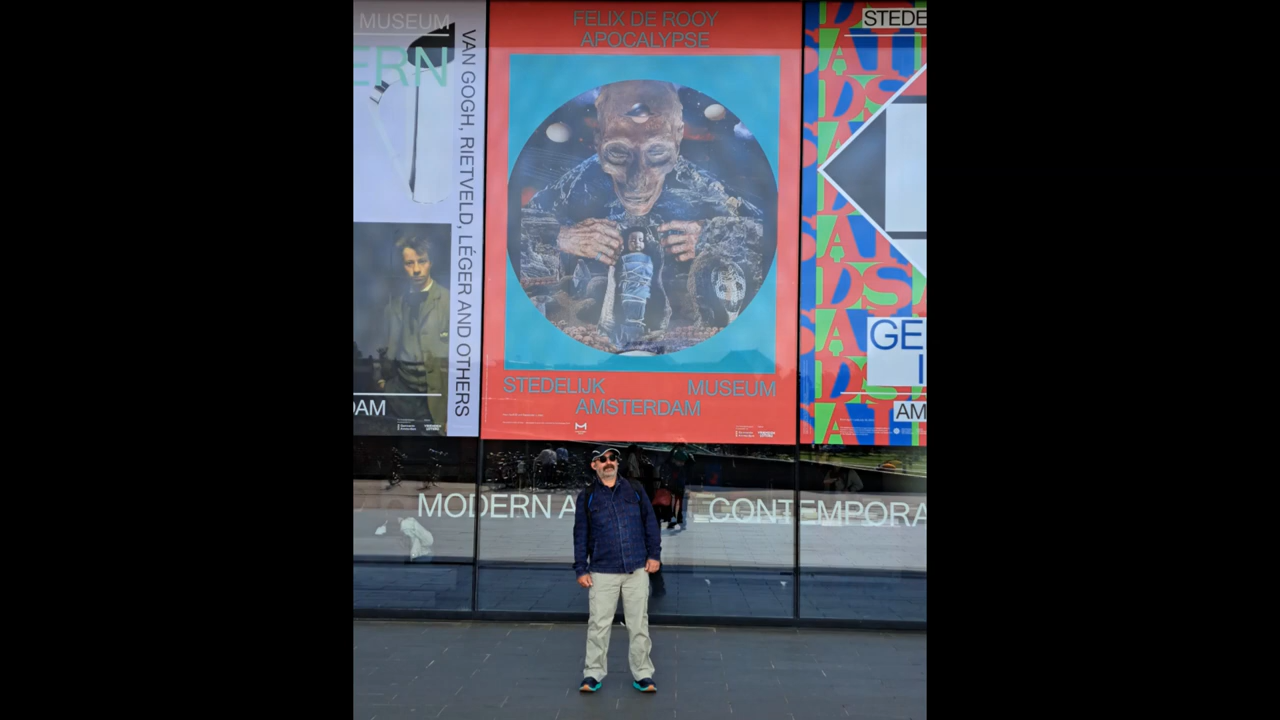 MUSEUM
ERN
VAN GOGH, RIETVELD, LÉGER AND OTHERS
DAM
FELIX DE ROOY
APOCALYPSE
STEDELIJK MUSEUM
AMSTERDAM
STEDE
GE
I
AM
MODERN A CONTEMPORA